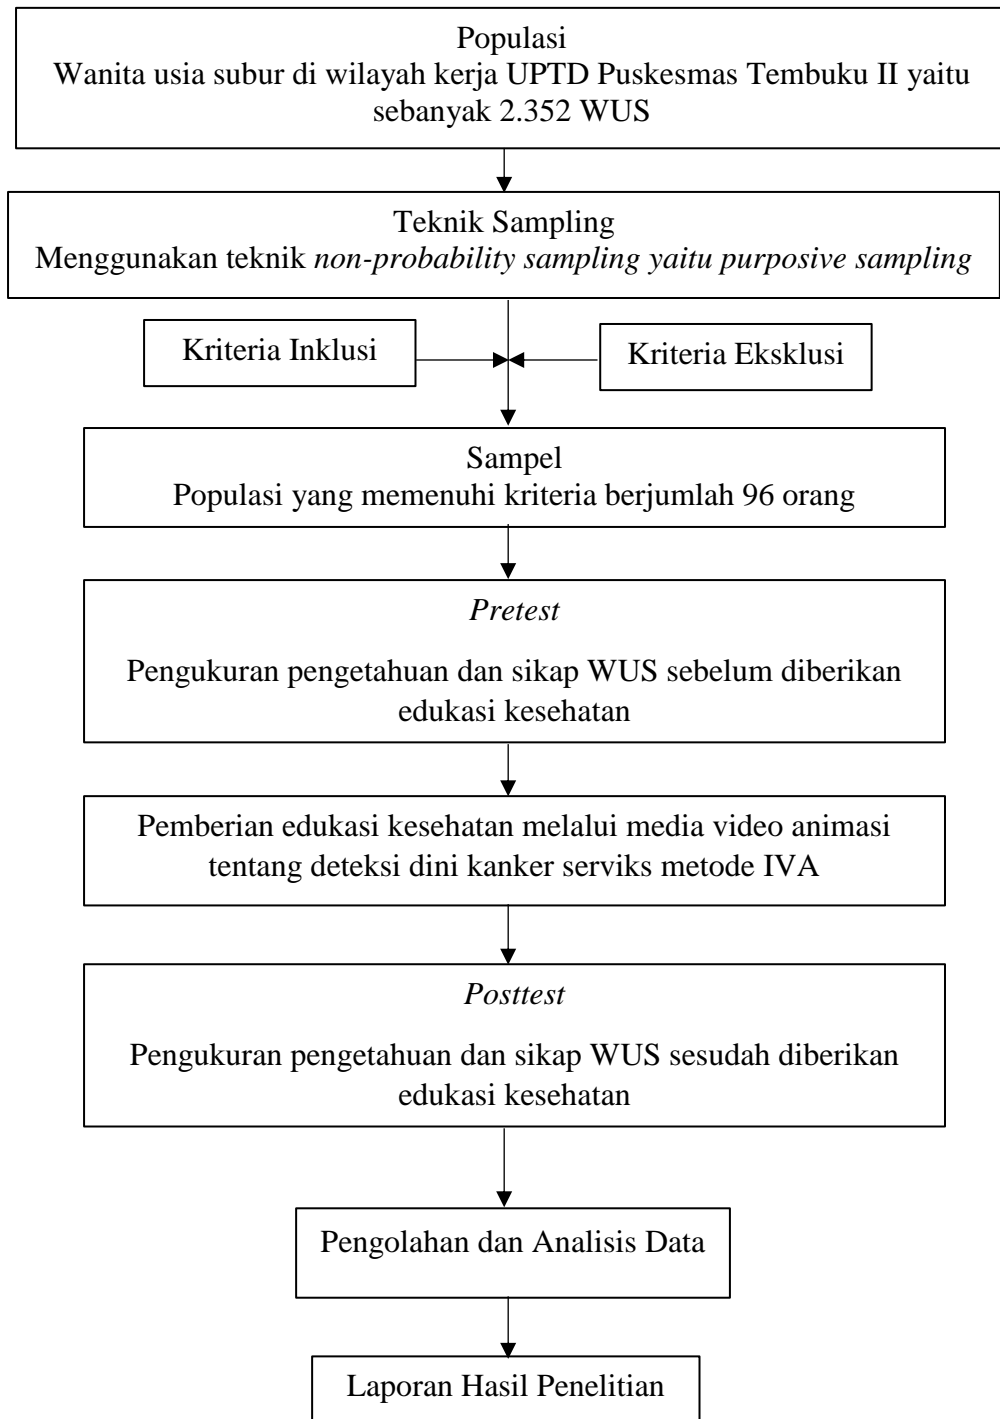 Populasi
Wanita usia subur di wilayah kerja UPTD Puskesmas Tembuku II yaitu
sebanyak 2.352 WUS
Teknik Sampling
Menggunakan teknik non-probability sampling yaitu purposive sampling
Kriteria Inklusi
Kriteria Eksklusi
Sampel
Populasi yang memenuhi kriteria berjumlah 96 orang
Pretest
Pengukuran pengetahuan dan sikap WUS sebelum diberikan
edukasi kesehatan
Pemberian edukasi kesehatan melalui media video animasi
tentang deteksi dini kanker serviks metode IVA
Posttest
Pengukuran pengetahuan dan sikap WUS sesudah diberikan
edukasi kesehatan
Pengolahan dan Analisis Data
Laporan Hasil Penelitian